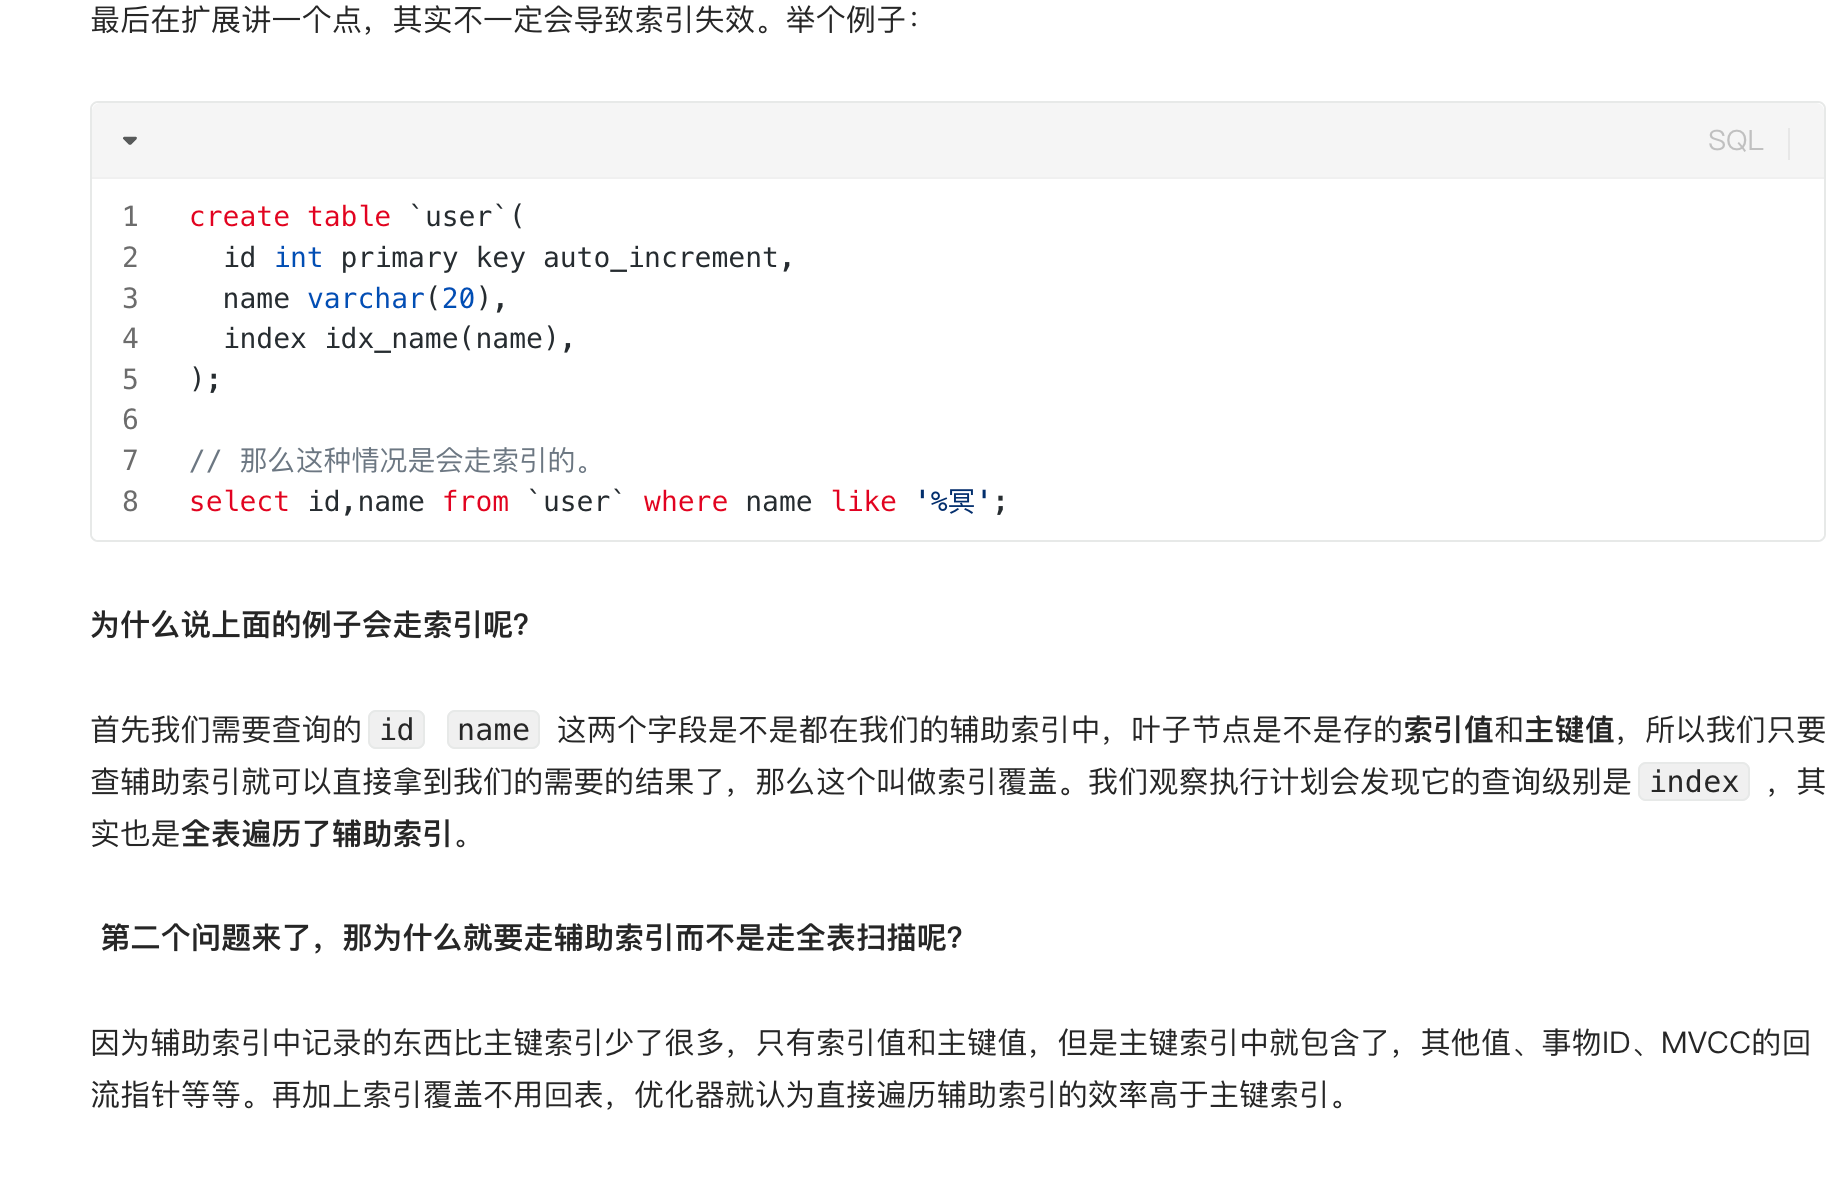 最后在扩展讲一个点，其实不一定会导致索引失效。举个例子：
SQL
1 create table `user`(
2 id int primary key auto_increment,
3 name varchar(20),
4 index idx_name(name),
5 );
6
7 // 那么这种情况是会走索引的。
8 select id,name from `user` where name like '%冥';
为什么说上面的例子会走索引呢？
首先我们需要查询的 id name 这两个字段是不是都在我们的辅助索引中，叶子节点是不是存的索引值和主键值，所以我们只要
查辅助索引就可以直接拿到我们的需要的结果了，那么这个叫做索引覆盖。我们观察执行计划会发现它的查询级别是 index ，其
实也是全表遍历了辅助索引。
第二个问题来了，那为什么就要走辅助索引而不是走全表扫描呢？
因为辅助索引中记录的东西比主键索引少了很多，只有索引值和主键值，但是主键索引中就包含了，其他值、事物ID、MVCC的回
流指针等等。再加上索引覆盖不用回表，优化器就认为直接遍历辅助索引的效率高于主键索引。